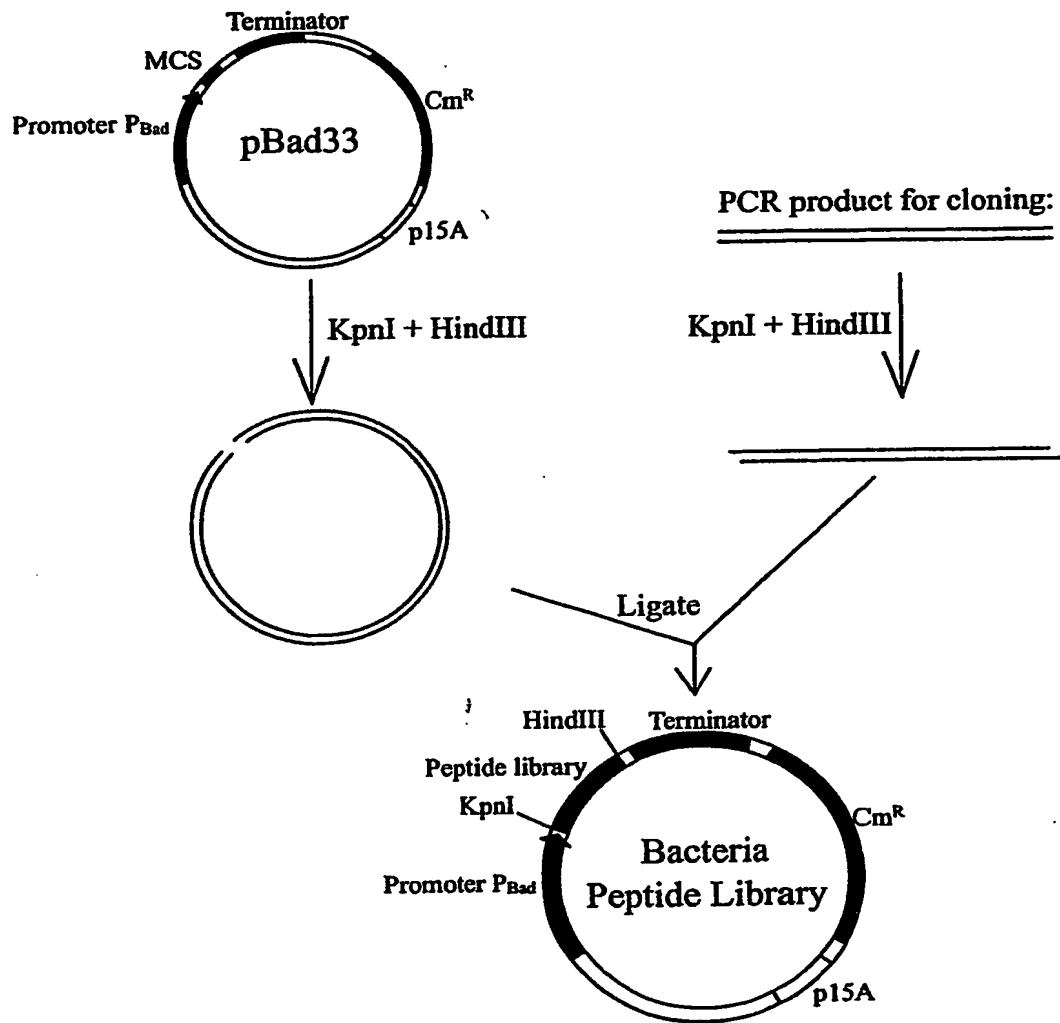 Terminator
MCS
Cm^R
Promoter P_Bad
pBad33
PCR product for cloning:
p15A
KpnI + HindIII
KpnI + HindIII
Ligate
HindIII
Terminator
Peptide library
KpnI
Cm^R
Bacteria
Peptide Library
Promoter P_Bad
p15A